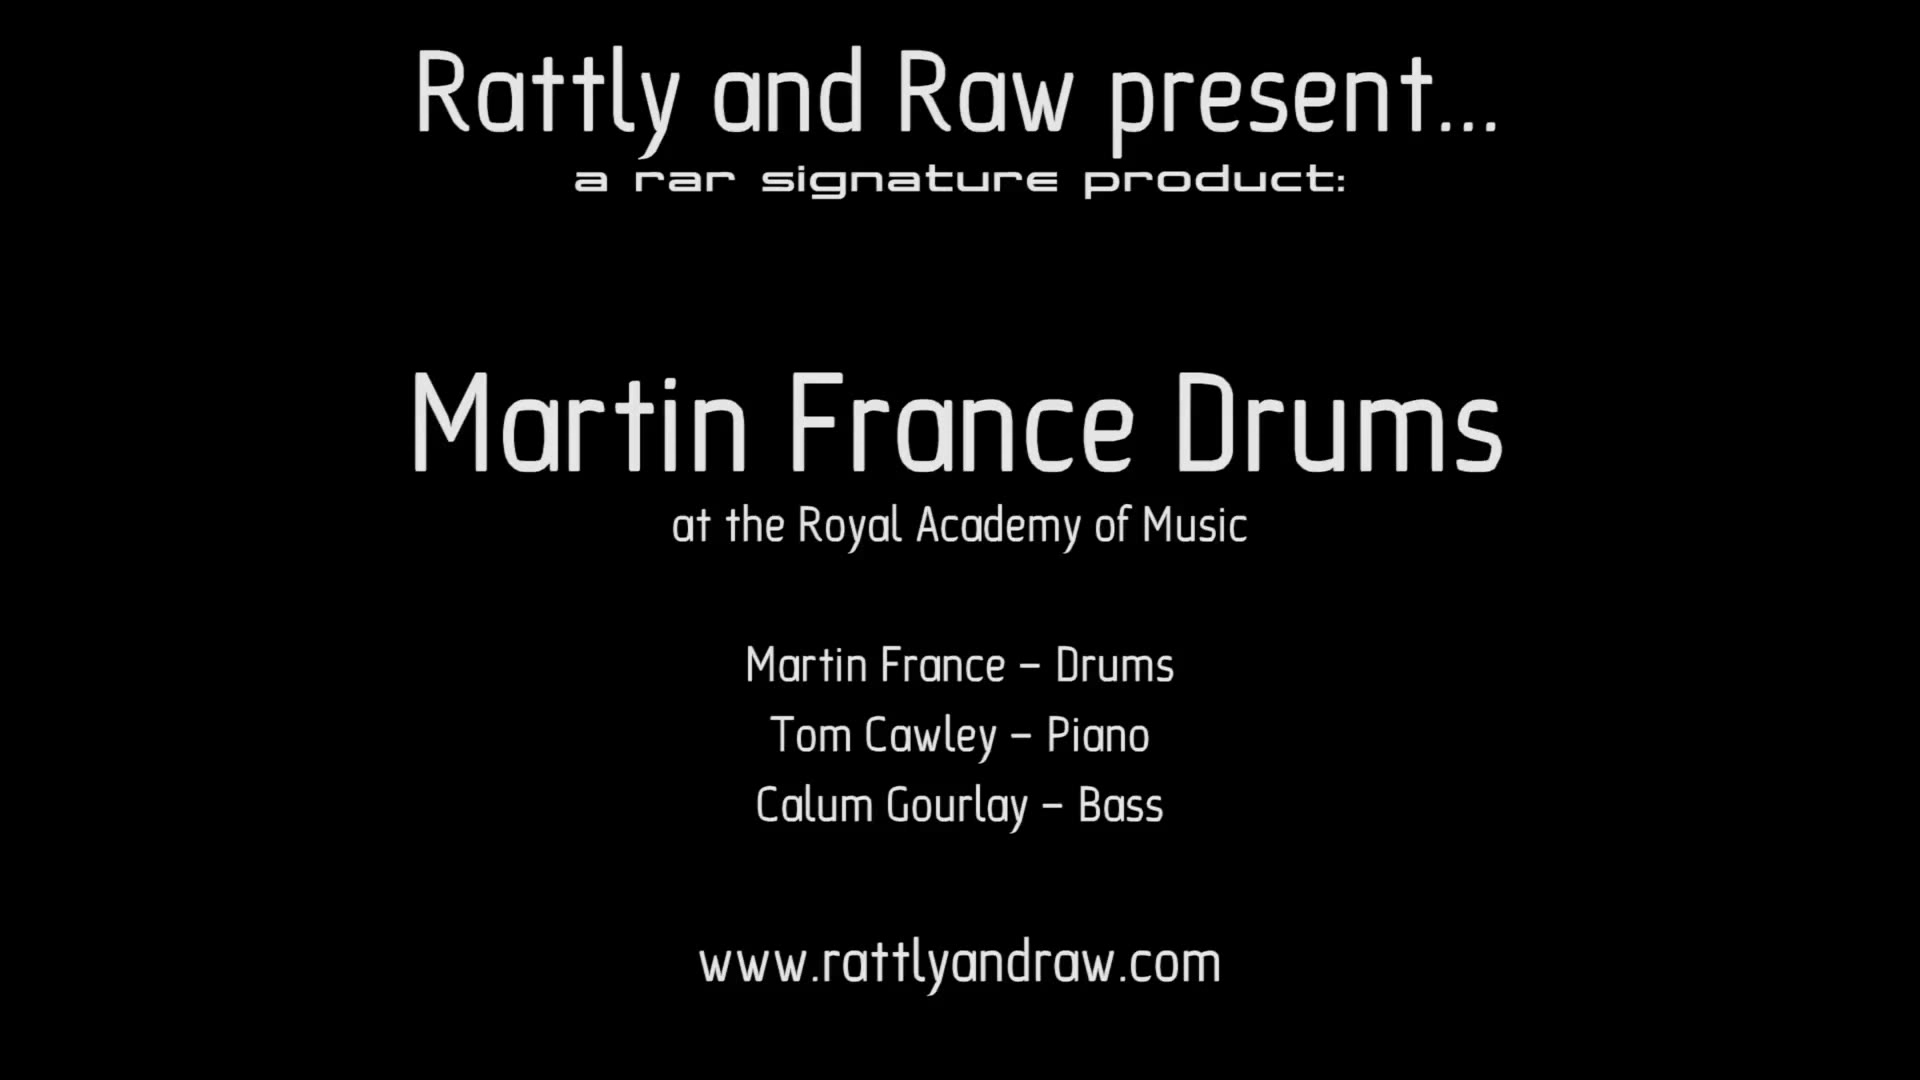 Rattly and Raw present...
a rar signature product:
Martin France Drums
at the Royal Academy of Music
Martin France – Drums
Tom Cawley – Piano
Calum Gourlay – Bass
www.rattlyandraw.com